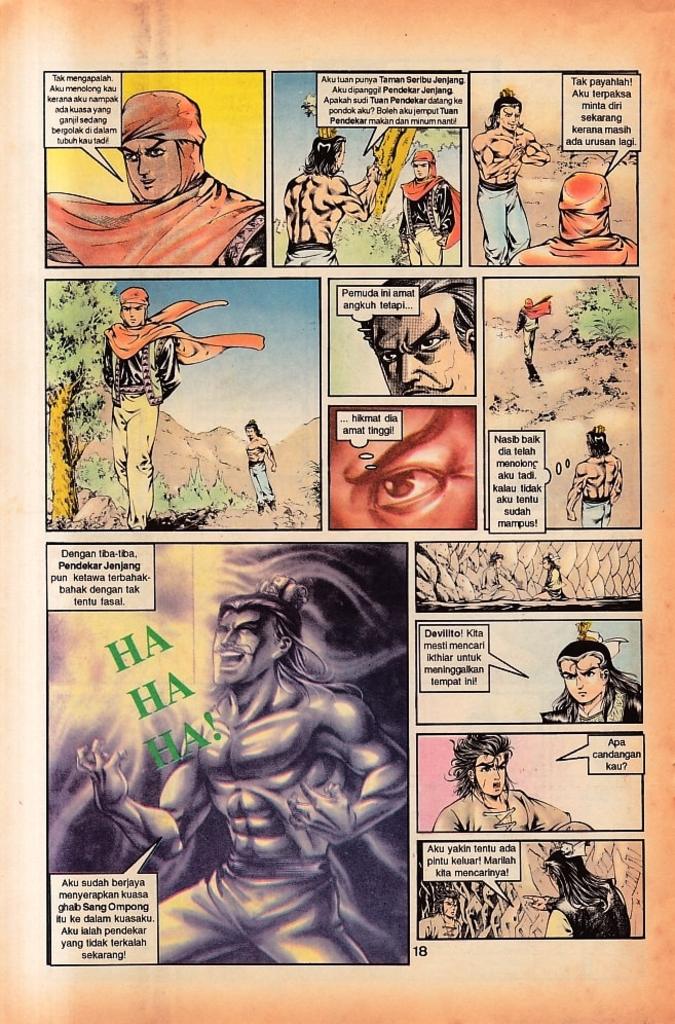 Tak mengapalah.
Aku menolong kau
kerana aku nampak
ada kuasa yang
ganjil sedang
bergolak di dalam
tubuh kau tadi!
Aku tuan punya Taman Seribu Jenjang.
Aku dipanggil Pendekar Jenjang.
Apakah sudi Tuan Pendekar datang ke
pondok aku? Boleh aku jemput Tuan
Pendekar makan dan minum nanti!
Tak payahlah!
Aku terpaksa
minta diri
sekarang
kerana masih
ada urusan lagi.
Pemuda ini amat
angkuh tetapi...
... hikmat dia
amat tinggi!
Nasib baik
dia telah
menolong
aku tadi.
kalau tidak
aku tentu
sudah
mampus!
Dengan tiba-tiba,
Pendekar Jenjang
pun ketawa terbahak-
bahak dengan tak
tentu fasal.
HA
HA
HA!
Aku sudah berjaya
menyerapkan kuasa
ghaib Sang Ompong
itu ke dalam kuasaku.
Aku ialah pendekar
yang tidak terkalah
sekarang!
Devilito! Kita
mesti mencari
ikthiar untuk
meninggalkan
tempat ini!
Apa
candangan
kau?
Aku yakin tentu ada
pintu keluar! Marilah
kita mencarinya!
18